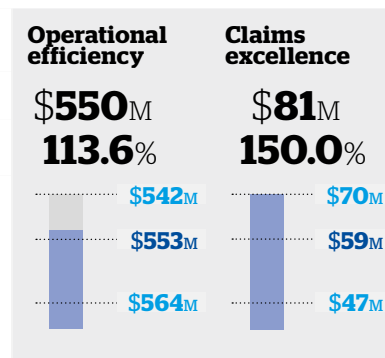 Operational
efficiency
$550M
113.6%
$542M
$553M
$564M
Claims
excellence
$81M
150.0%
$70M
$59M
$47M